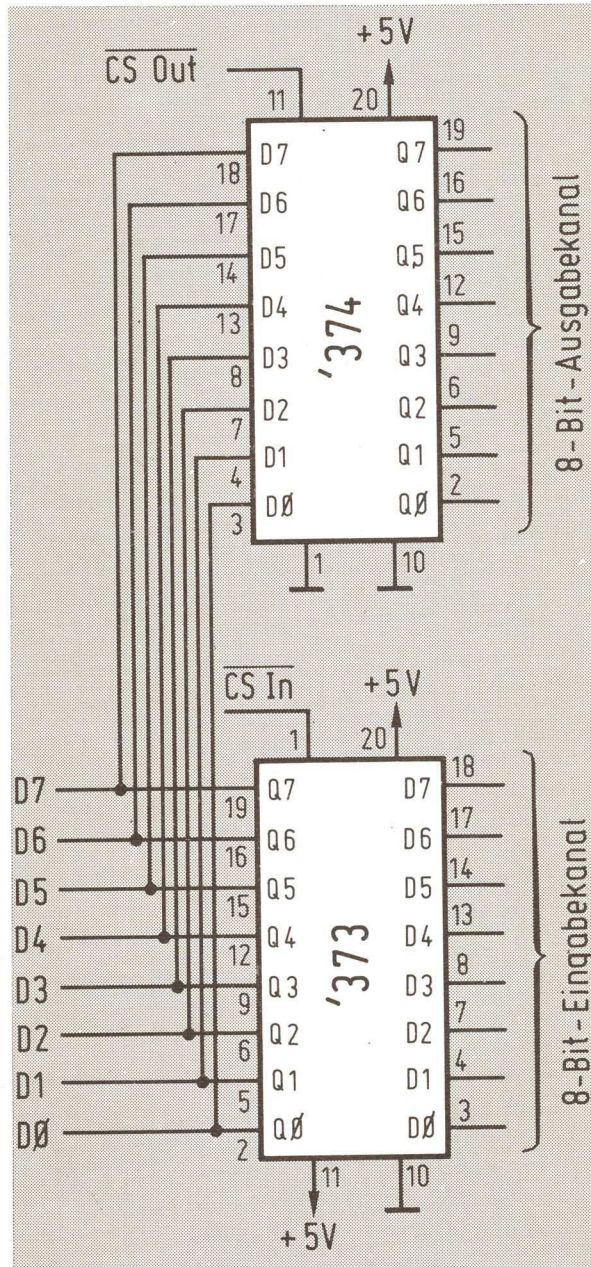 CS Out
+5V
11 20
D7 Q7 19
18
D6 Q6 16
17
D5 Q5 15
14
D4 Q4 12
13
D3 Q3 9
8
D2 Q2 6
7
D1 Q1 5
4
DØ QØ 2
3
'374
1 10
8-Bit-Ausgabekanal
CS In
+5V
1 20
D7 Q7 D7 18
19
D6 Q6 D6 17
16
D5 Q5 D5 14
15
D4 Q4 D4 13
12
D3 Q3 D3 8
9
D2 Q2 D2 7
6
D1 Q1 D1 4
5
DØ QØ DØ 3
2
'373
11 10
+5V
8-Bit-Eingabekanal